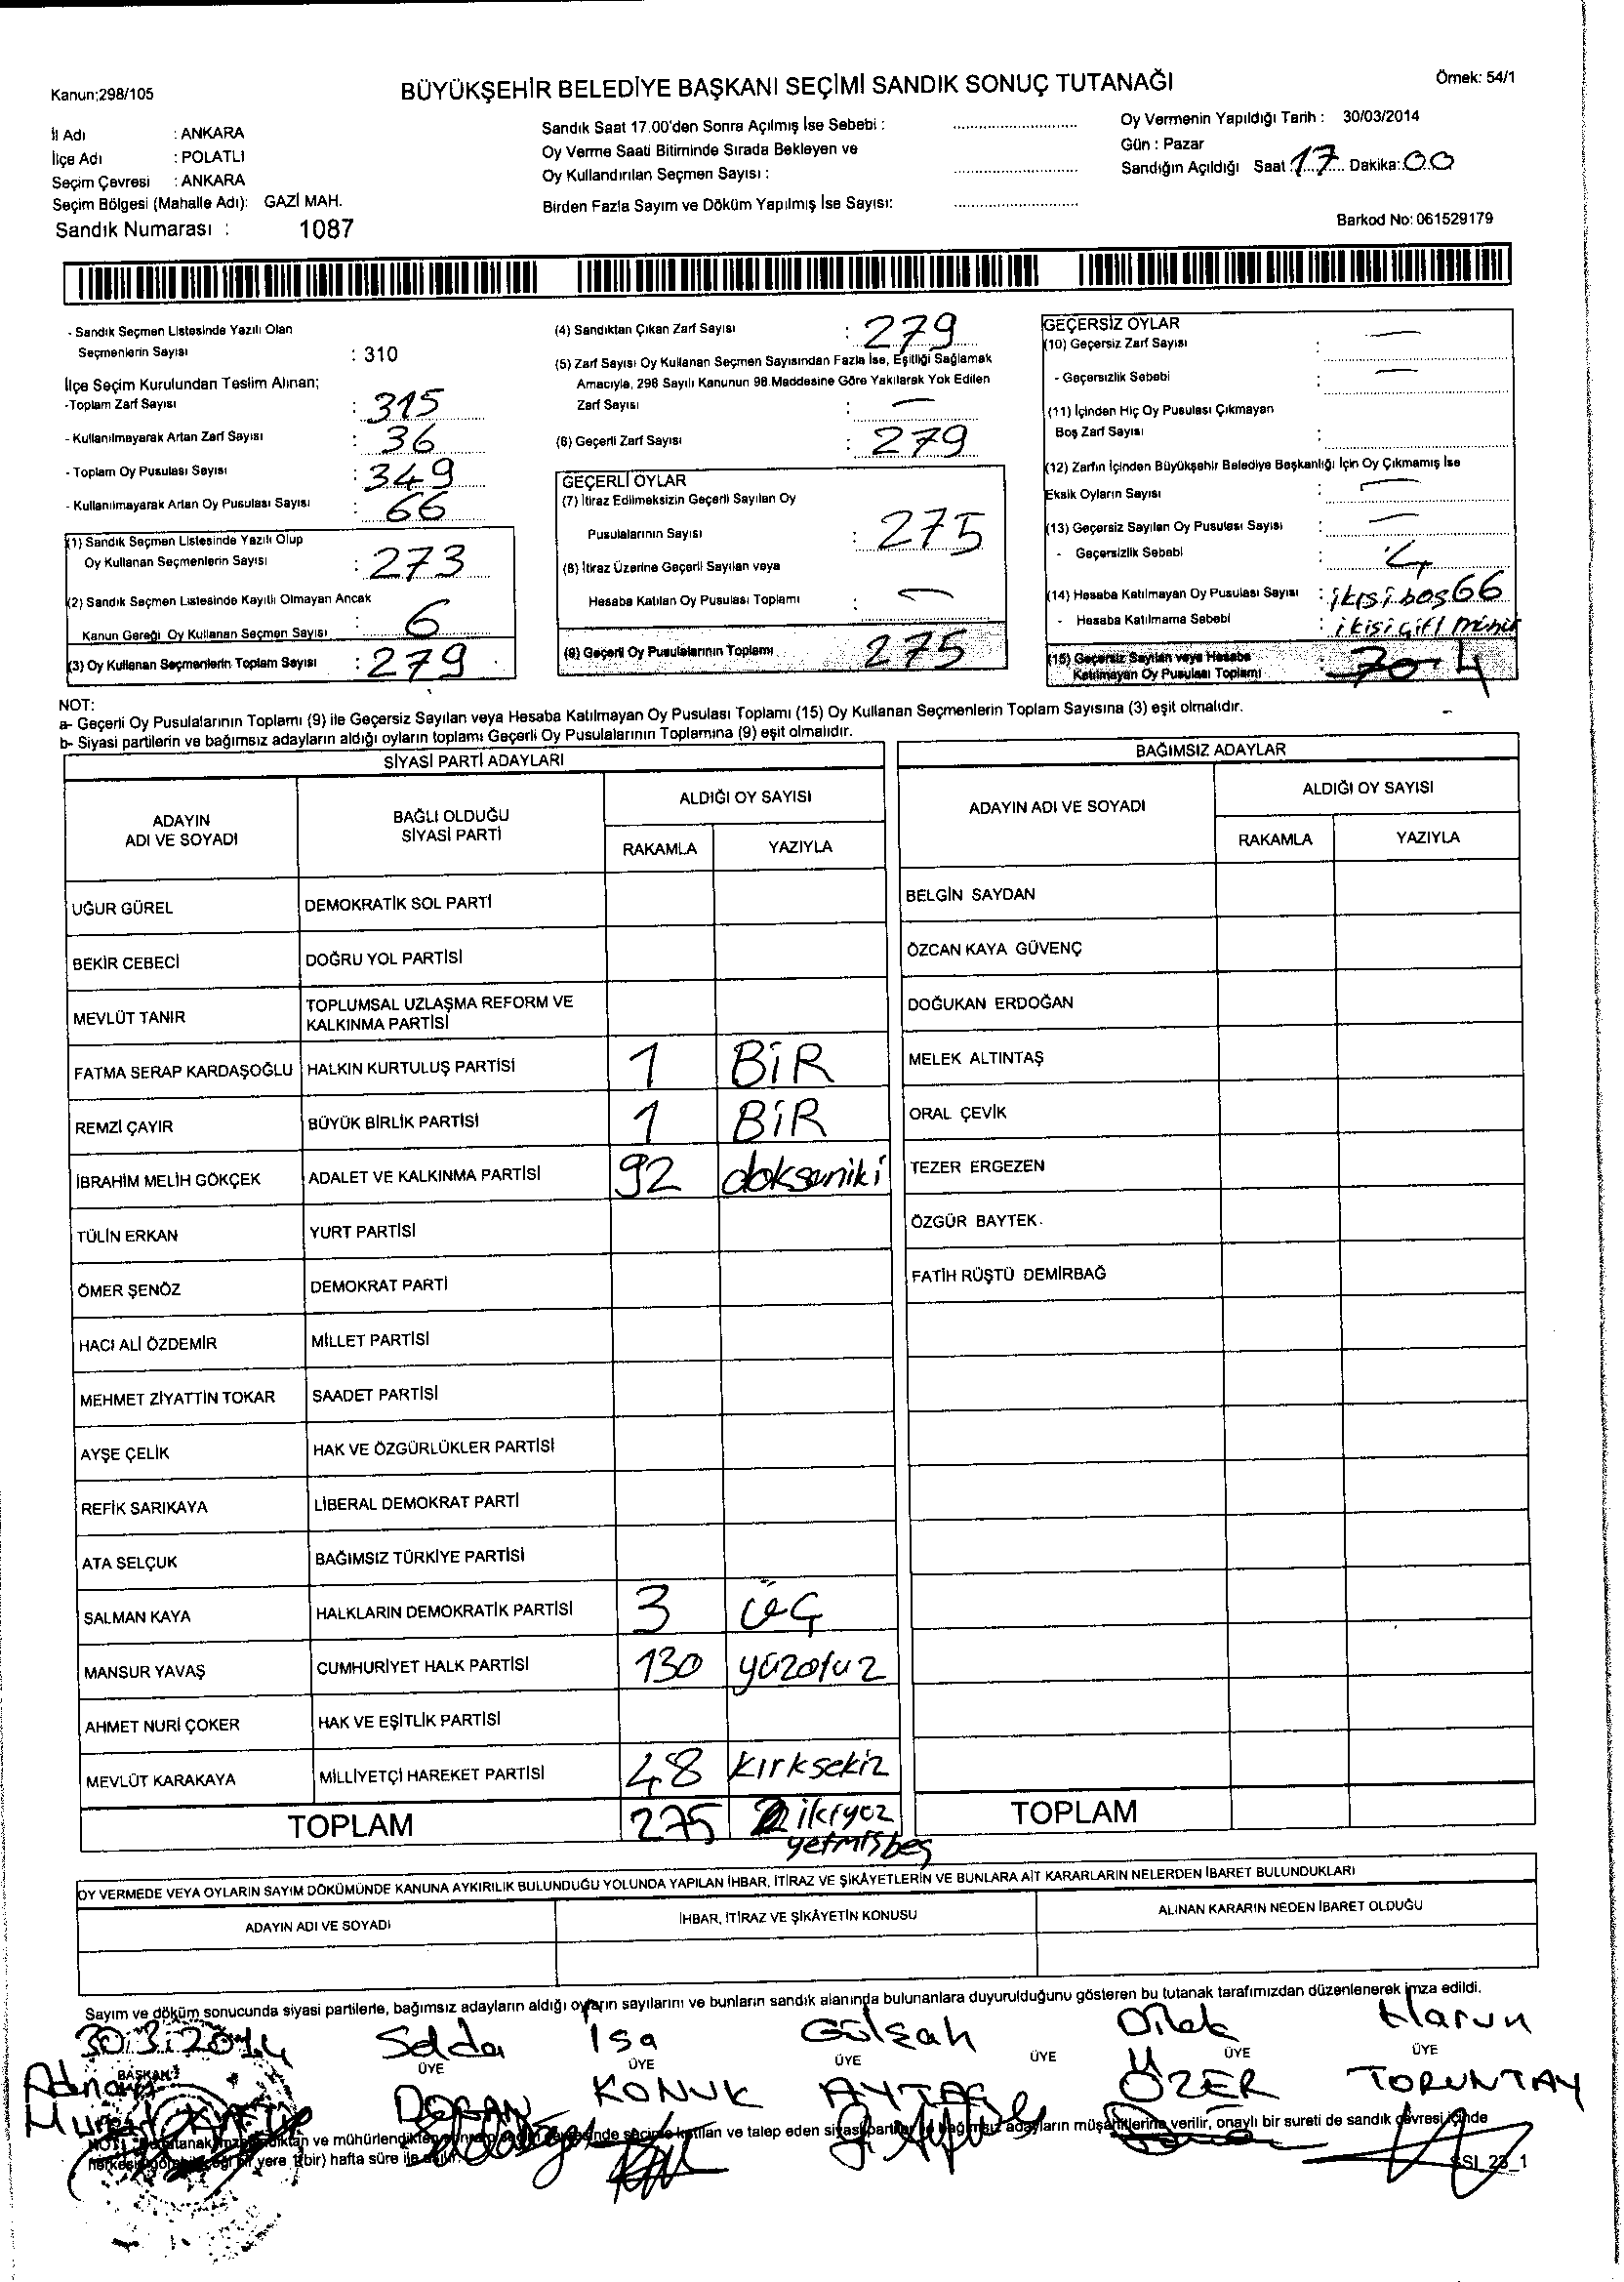 Kanun:298/105
BÜYÜKŞEHİR BELEDİYE BAŞKANI SEÇİMİ SANDIK SONUÇ TUTANAĞI
Örnek: 54/1
İl Adı : ANKARA
İlçe Adı : POLATLI
Seçim Çevresi : ANKARA
Seçim Bölgesi (Mahalle Adı): GAZİ MAH.
Sandık Numarası : 1087
Sandık Saat 17.00'den Sonra Açılmış İse Sebebi :
Oy Verme Saati Bitiminde Sırada Bekleyen ve
Oy Kullandırılan Seçmen Sayısı :
Birden Fazla Sayım ve Döküm Yapılmış İse Sayısı:
Oy Vermenin Yapıldığı Tarih : 30/03/2014
Gün : Pazar
Sandığın Açıldığı Saat : 17 Dakika: 00
Barkod No: 061529179
- Sandık Seçmen Listesinde Yazılı Olan
Seçmenlerin Sayısı : 310
İlçe Seçim Kurulundan Teslim Alınan;
-Toplam Zarf Sayısı : 315
- Kullanılmayarak Artan Zarf Sayısı : 36
- Toplam Oy Pusulası Sayısı : 349
- Kullanılmayarak Artan Oy Pusulası Sayısı : 66
(1) Sandık Seçmen Listesinde Yazılı Olup
Oy Kullanan Seçmenlerin Sayısı : 273
(2) Sandık Seçmen Listesinde Kayıtlı Olmayan Ancak
Kanun Gereği Oy Kullanan Seçmen Sayısı : 6
(3) Oy Kullanan Seçmenlerin Toplam Sayısı : 279
(4) Sandıktan Çıkan Zarf Sayısı : 279
(5) Zarf Sayısı Oy Kullanan Seçmen Sayısından Fazla İse, Eşitliği Sağlamak
Amacıyla, 298 Sayılı Kanunun 98.Maddesine Göre Yakılarak Yok Edilen
Zarf Sayısı : —
(6) Geçerli Zarf Sayısı : 279
GEÇERLİ OYLAR
(7) İtiraz Edilmeksizin Geçerli Sayılan Oy
Pusulalarının Sayısı : 275
(8) İtiraz Üzerine Geçerli Sayılan veya
Hesaba Katılan Oy Pusulası Toplamı : —
(9) Geçerli Oy Pusulalarının Toplamı 275
GEÇERSİZ OYLAR
(10) Geçersiz Zarf Sayısı : —
- Geçersizlik Sebebi : —
(11) İçinden Hiç Oy Pusulası Çıkmayan
Boş Zarf Sayısı :
(12) Zarfın İçinden Büyükşehir Belediye Başkanlığı İçin Oy Çıkmamış İse
Eksik Oyların Sayısı : —
(13) Geçersiz Sayılan Oy Pusulası Sayısı : —
- Geçersizlik Sebebi : 4
(14) Hesaba Katılmayan Oy Pusulası Sayısı : ikisi boş 66
- Hesaba Katılmama Sebebi : ikisi çift mühür
(15) Geçersiz Sayılan veya Hesaba
Katılmayan Oy Pusulası Toplamı 70 4
NOT:
a- Geçerli Oy Pusulalarının Toplamı (9) ile Geçersiz Sayılan veya Hesaba Katılmayan Oy Pusulası Toplamı (15) Oy Kullanan Seçmenlerin Toplam Sayısına (3) eşit olmalıdır.
b- Siyasi partilerin ve bağımsız adayların aldığı oyların toplamı Geçerli Oy Pusulalarının Toplamına (9) eşit olmalıdır.
SİYASİ PARTİ ADAYLARI
ADAYIN ADI VE SOYADI
BAĞLI OLDUĞU SİYASİ PARTİ
ALDIĞI OY SAYISI
RAKAMLA YAZIYLA
UĞUR GÜREL DEMOKRATİK SOL PARTİ
BEKİR CEBECİ DOĞRU YOL PARTİSİ
MEVLÜT TANIR TOPLUMSAL UZLAŞMA REFORM VE KALKINMA PARTİSİ
FATMA SERAP KARDAŞOĞLU HALKIN KURTULUŞ PARTİSİ 1 BİR
REMZİ ÇAYIR BÜYÜK BİRLİK PARTİSİ 1 BİR
İBRAHİM MELİH GÖKÇEK ADALET VE KALKINMA PARTİSİ 92 doksaniki
TÜLİN ERKAN YURT PARTİSİ
ÖMER ŞENÖZ DEMOKRAT PARTİ
HACI ALİ ÖZDEMİR MİLLET PARTİSİ
MEHMET ZİYATTİN TOKAR SAADET PARTİSİ
AYŞE ÇELİK HAK VE ÖZGÜRLÜKLER PARTİSİ
REFİK SARIKAYA LİBERAL DEMOKRAT PARTİ
ATA SELÇUK BAĞIMSIZ TÜRKİYE PARTİSİ
SALMAN KAYA HALKLARIN DEMOKRATİK PARTİSİ 3 üç
MANSUR YAVAŞ CUMHURİYET HALK PARTİSİ 130 yüzotuz
AHMET NURİ ÇOKER HAK VE EŞİTLİK PARTİSİ
MEVLÜT KARAKAYA MİLLİYETÇİ HAREKET PARTİSİ 48 kırksekiz
TOPLAM 275 ikiyüz
yetmişbeş
BAĞIMSIZ ADAYLAR
ADAYIN ADI VE SOYADI
ALDIĞI OY SAYISI
RAKAMLA YAZIYLA
BELGİN SAYDAN
ÖZCAN KAYA GÜVENÇ
DOĞUKAN ERDOĞAN
MELEK ALTINTAŞ
ORAL ÇEVİK
TEZER ERGEZEN
ÖZGÜR BAYTEK
FATİH RÜŞTÜ DEMİRBAĞ
TOPLAM
OY VERMEDE VEYA OYLARIN SAYIM DÖKÜMÜNDE KANUNA AYKIRILIK BULUNDUĞU YOLUNDA YAPILAN İHBAR, İTİRAZ VE ŞİKÂYETLERİN VE BUNLARA AİT KARARLARIN NELERDEN İBARET BULUNDUKLARI
ADAYIN ADI VE SOYADI
İHBAR, İTİRAZ VE ŞİKÂYETİN KONUSU
ALINAN KARARIN NEDEN İBARET OLDUĞU
Sayım ve döküm sonucunda siyasi partilerle, bağımsız adayların aldığı oyların sayılarını ve bunların sandık alanında bulunanlara duyurulduğunu gösteren bu tutanak tarafımızdan düzenlenerek imza edildi.
30.3.2014 Selda İsa Gülşah Dilek Harun
BAŞKAN ÜYE ÜYE ÜYE ÜYE ÜYE ÜYE
Adnan
DORAN KONUK AYTAÇ ÖZER TORUNTAY
ve mühürlendikten katılan ve talep eden siyasi adayların müşahitlerine verilir, onaylı bir sureti de sandık çevresi içinde
yere 1(bir) hafta süre ile asılır.
SSI_23_1